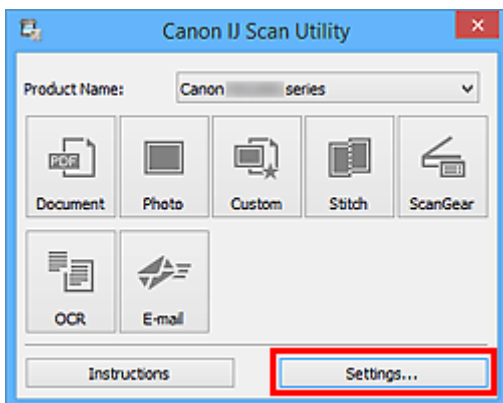 Canon IJ Scan Utility
Product Name: Canon series
PDF
Document Photo Custom Stitch ScanGear
OCR E-mail
Instructions Settings...